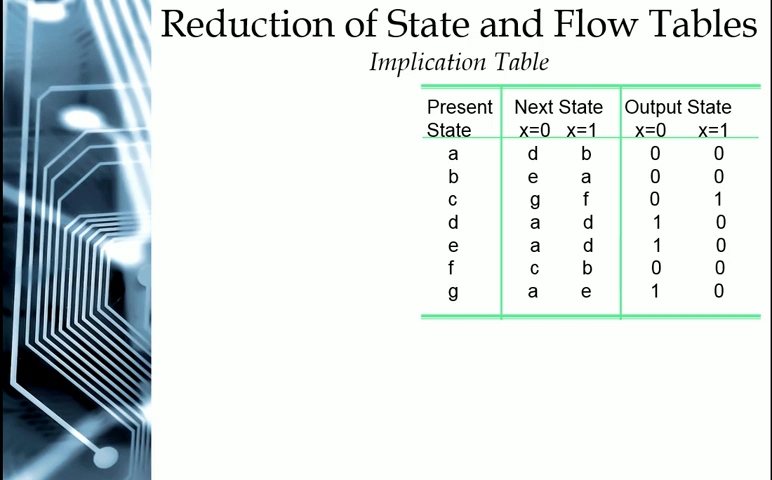 Reduction of State and Flow Tables
Implication Table
Present Next State Output State
State x=0 x=1 x=0 x=1
a d b 0 0
b e a 0 0
c g f 0 1
d a d 1 0
e a d 1 0
f c b 0 0
g a e 1 0